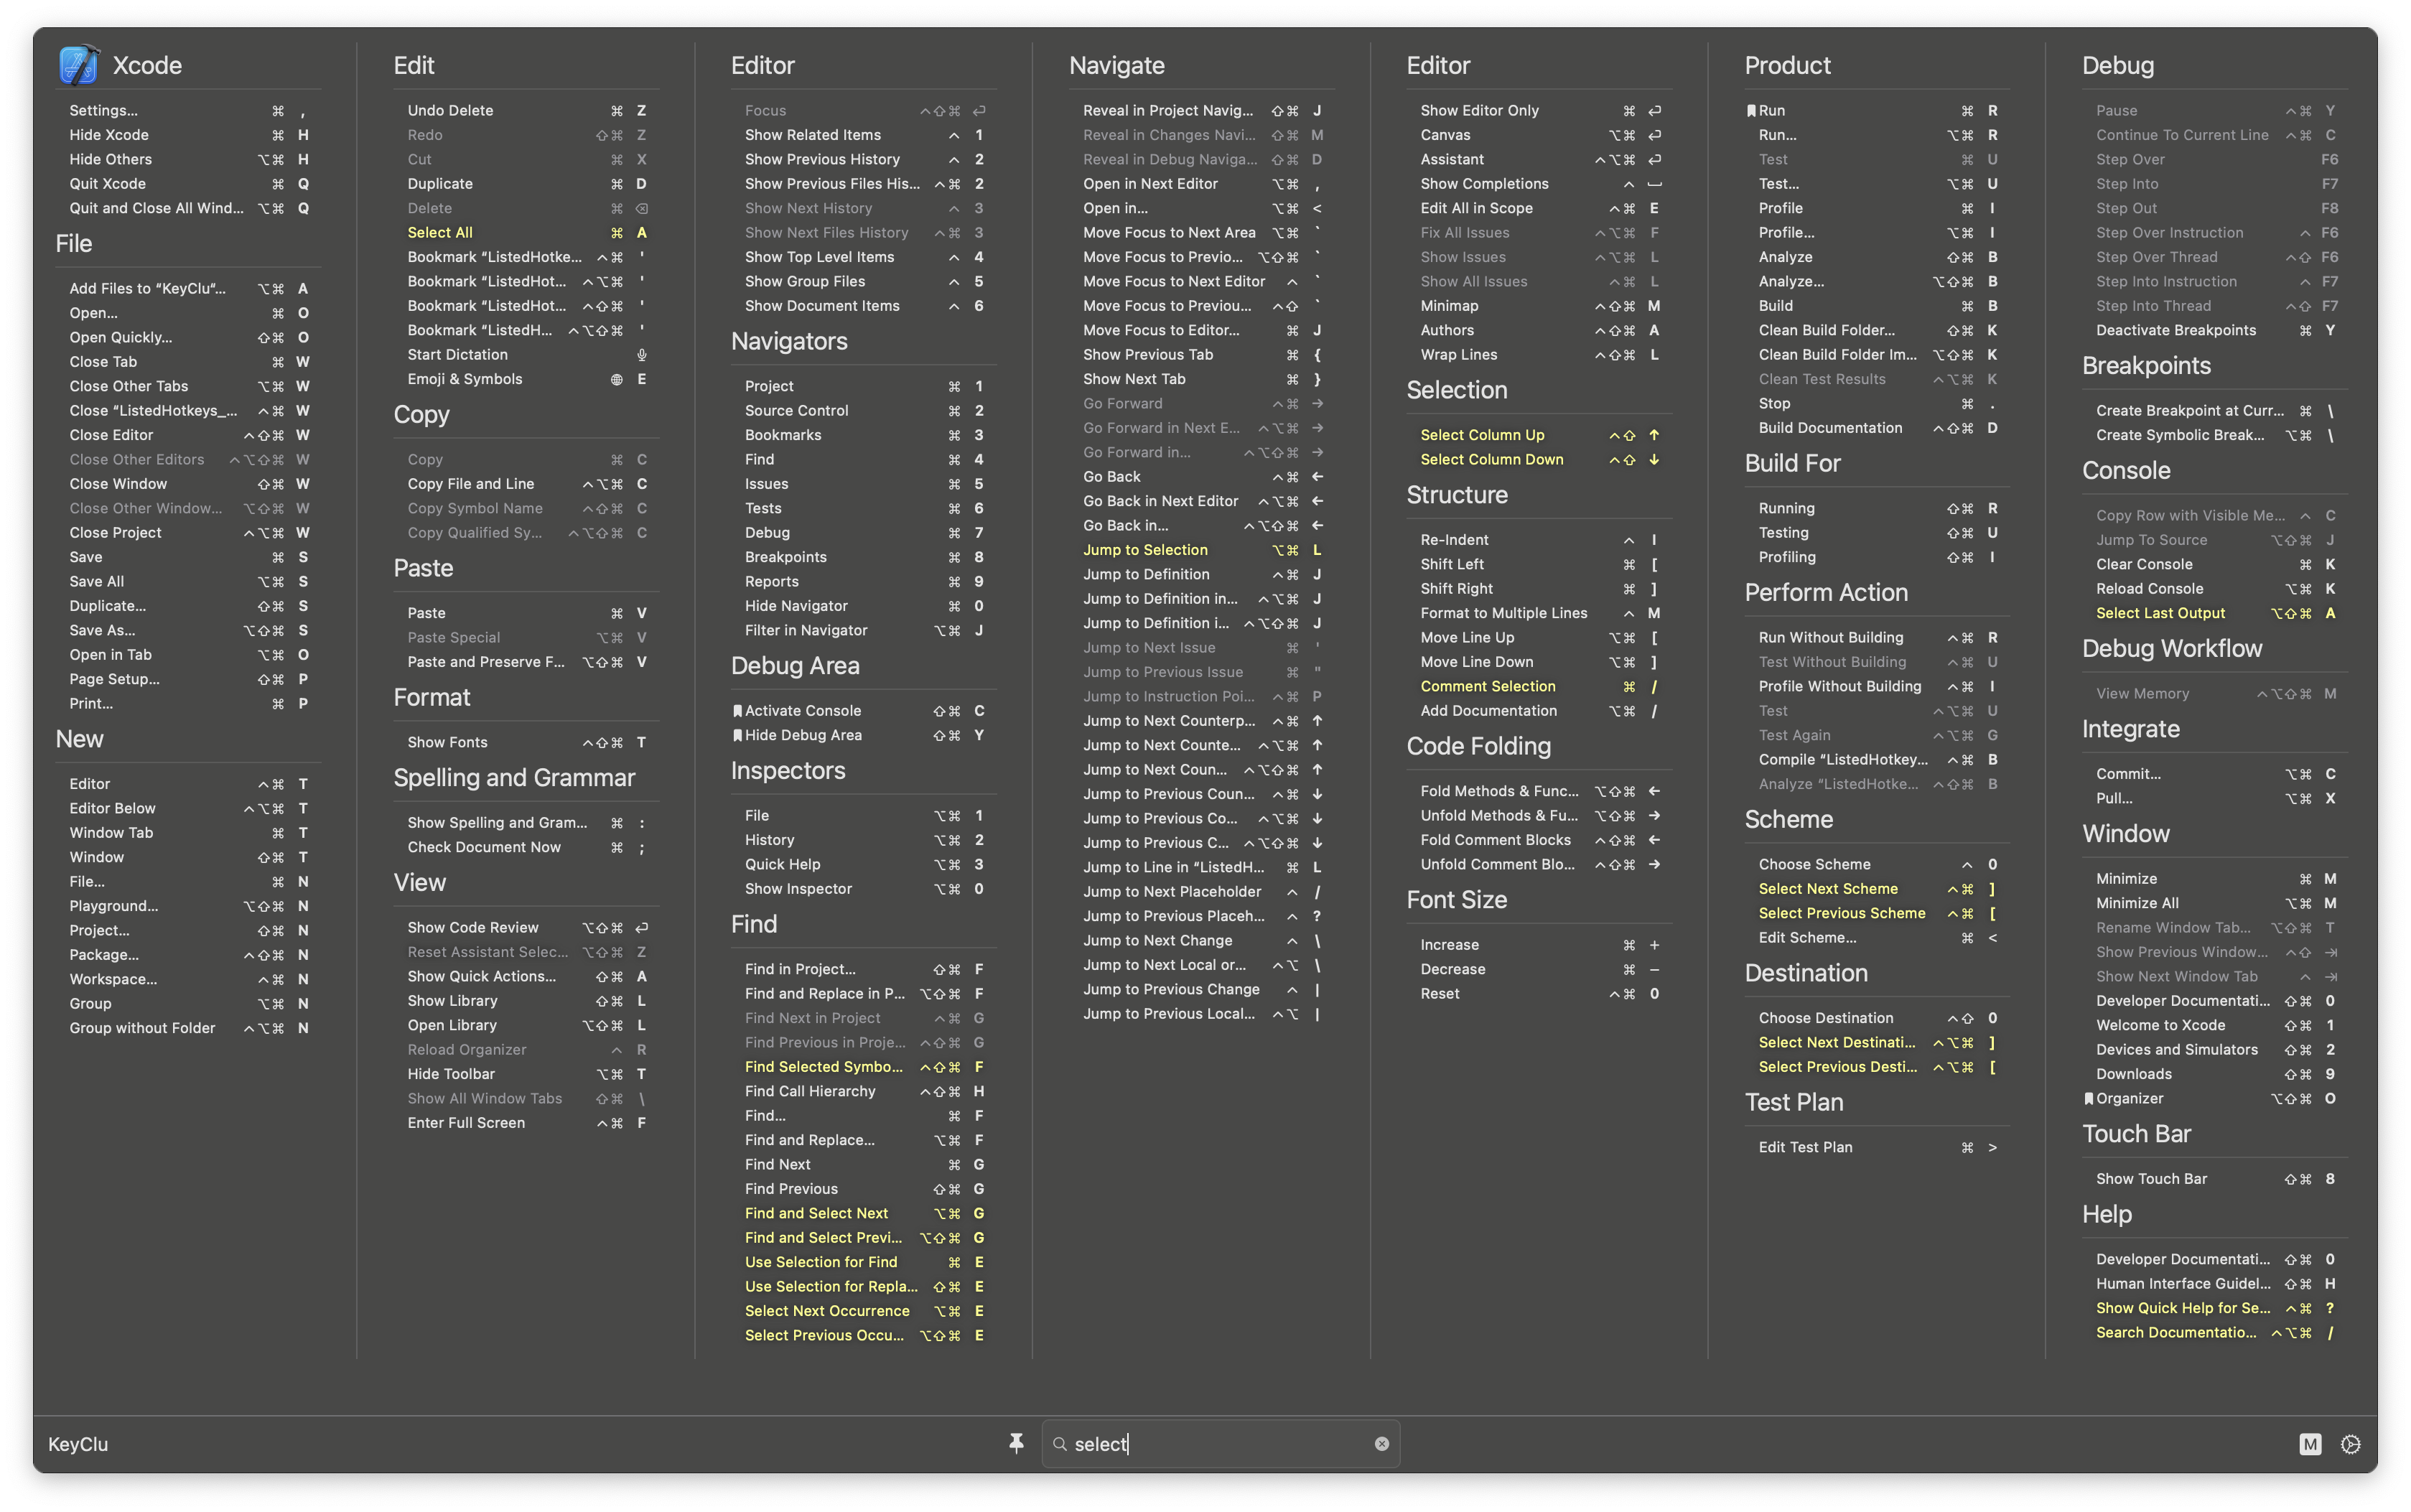 Xcode
Settings... ⌘ ,
Hide Xcode ⌘ H
Hide Others ⌥⌘ H
Quit Xcode ⌘ Q
Quit and Close All Wind... ⌥⌘ Q
File
Add Files to “KeyClu“... ⌥⌘ A
Open... ⌘ O
Open Quickly... ⇧⌘ O
Close Tab ⌘ W
Close Other Tabs ⌥⌘ W
Close “ListedHotkeys_... ^⌘ W
Close Editor ^⇧⌘ W
Close Other Editors ^⌥⇧⌘ W
Close Window ⇧⌘ W
Close Other Window... ⌥⇧⌘ W
Close Project ^⌥⌘ W
Save ⌘ S
Save All ⌥⌘ S
Duplicate... ⇧⌘ S
Save As... ⌥⇧⌘ S
Open in Tab ⌥⌘ O
Page Setup... ⇧⌘ P
Print... ⌘ P
New
Editor ^⌘ T
Editor Below ^⌥⌘ T
Window Tab ⌘ T
Window ⇧⌘ T
File... ⌘ N
Playground... ⌥⇧⌘ N
Project... ⇧⌘ N
Package... ^⇧⌘ N
Workspace... ^⌘ N
Group ⌥⌘ N
Group without Folder ^⌥⌘ N
Edit
Undo Delete ⌘ Z
Redo ⇧⌘ Z
Cut ⌘ X
Duplicate ⌘ D
Delete ⌘ ⌫
Select All ⌘ A
Bookmark “ListedHotke... ^⌘ '
Bookmark “ListedHot... ^⌥⌘ '
Bookmark “ListedHot... ^⇧⌘ '
Bookmark “ListedH... ^⌥⇧⌘ '
Start Dictation
Emoji & Symbols E
Copy
Copy ⌘ C
Copy File and Line ^⌥⌘ C
Copy Symbol Name ^⇧⌘ C
Copy Qualified Sy... ^⌥⇧⌘ C
Paste
Paste ⌘ V
Paste Special ⌥⌘ V
Paste and Preserve F... ⌥⇧⌘ V
Format
Show Fonts ^⇧⌘ T
Spelling and Grammar
Show Spelling and Gram... ⌘ :
Check Document Now ⌘ ;
View
Show Code Review ⌥⇧⌘ ↩
Reset Assistant Selec... ⌥⇧⌘ Z
Show Quick Actions... ⇧⌘ A
Show Library ⇧⌘ L
Open Library ⌥⇧⌘ L
Reload Organizer ^ R
Hide Toolbar ⌥⌘ T
Show All Window Tabs ⇧⌘ \
Enter Full Screen ^⌘ F
Editor
Focus ^⇧⌘ ↩
Show Related Items ^ 1
Show Previous History ^ 2
Show Previous Files His... ^⌘ 2
Show Next History ^ 3
Show Next Files History ^⌘ 3
Show Top Level Items ^ 4
Show Group Files ^ 5
Show Document Items ^ 6
Navigators
Project ⌘ 1
Source Control ⌘ 2
Bookmarks ⌘ 3
Find ⌘ 4
Issues ⌘ 5
Tests ⌘ 6
Debug ⌘ 7
Breakpoints ⌘ 8
Reports ⌘ 9
Hide Navigator ⌘ 0
Filter in Navigator ⌥⌘ J
Debug Area
Activate Console ⇧⌘ C
Hide Debug Area ⇧⌘ Y
Inspectors
File ⌥⌘ 1
History ⌥⌘ 2
Quick Help ⌥⌘ 3
Show Inspector ⌥⌘ 0
Find
Find in Project... ⇧⌘ F
Find and Replace in P... ⌥⇧⌘ F
Find Next in Project ^⌘ G
Find Previous in Proje... ^⇧⌘ G
Find Selected Symbo... ^⇧⌘ F
Find Call Hierarchy ^⇧⌘ H
Find... ⌘ F
Find and Replace... ⌥⌘ F
Find Next ⌘ G
Find Previous ⇧⌘ G
Find and Select Next ⌥⌘ G
Find and Select Previ... ⌥⇧⌘ G
Use Selection for Find ⌘ E
Use Selection for Repla... ⇧⌘ E
Select Next Occurrence ⌥⌘ E
Select Previous Occu... ⌥⇧⌘ E
Navigate
Reveal in Project Navig... ⇧⌘ J
Reveal in Changes Navi... ⇧⌘ M
Reveal in Debug Naviga... ⇧⌘ D
Open in Next Editor ⌥⌘ ,
Open in... ⌥⌘ <
Move Focus to Next Area ⌥⌘ `
Move Focus to Previo... ⌥⇧⌘ `
Move Focus to Next Editor ^ `
Move Focus to Previou... ^⇧ `
Move Focus to Editor... ⌘ J
Show Previous Tab ⌘ {
Show Next Tab ⌘ }
Go Forward ^⌘ →
Go Forward in Next E... ^⌥⌘ →
Go Forward in... ^⌥⇧⌘ →
Go Back ^⌘ ←
Go Back in Next Editor ^⌥⌘ ←
Go Back in... ^⌥⇧⌘ ←
Jump to Selection ⌥⌘ L
Jump to Definition ^⌘ J
Jump to Definition in... ^⌥⌘ J
Jump to Definition i... ^⌥⇧⌘ J
Jump to Next Issue ⌘ '
Jump to Previous Issue ⌘ "
Jump to Instruction Poi... ^⌘ P
Jump to Next Counterp... ^⌘ ↑
Jump to Next Counte... ^⌥⌘ ↑
Jump to Next Coun... ^⌥⇧⌘ ↑
Jump to Previous Coun... ^⌘ ↓
Jump to Previous Co... ^⌥⌘ ↓
Jump to Previous C... ^⌥⇧⌘ ↓
Jump to Line in “ListedH... ⌘ L
Jump to Next Placeholder ^ /
Jump to Previous Placeh... ^ ?
Jump to Next Change ^ \
Jump to Next Local or... ^⌥ \
Jump to Previous Change ^ |
Jump to Previous Local... ^⌥ |
Editor
Show Editor Only ⌘ ↩
Canvas ⌥⌘ ↩
Assistant ^⌥⌘ ↩
Show Completions ^ ⎵
Edit All in Scope ^⌘ E
Fix All Issues ^⌥⌘ F
Show Issues ^⌥⌘ L
Show All Issues ^⌘ L
Minimap ^⇧⌘ M
Authors ^⇧⌘ A
Wrap Lines ^⇧⌘ L
Selection
Select Column Up ^⇧ ↑
Select Column Down ^⇧ ↓
Structure
Re-Indent ^ I
Shift Left ⌘ [
Shift Right ⌘ ]
Format to Multiple Lines ^ M
Move Line Up ⌥⌘ [
Move Line Down ⌥⌘ ]
Comment Selection ⌘ /
Add Documentation ⌥⌘ /
Code Folding
Fold Methods & Func... ⌥⇧⌘ ←
Unfold Methods & Fu... ⌥⇧⌘ →
Fold Comment Blocks ^⇧⌘ ←
Unfold Comment Blo... ^⇧⌘ →
Font Size
Increase ⌘ +
Decrease ⌘ −
Reset ^⌘ 0
Product
Run ⌘ R
Run... ⌥⌘ R
Test ⌘ U
Test... ⌥⌘ U
Profile ⌘ I
Profile... ⌥⌘ I
Analyze ⇧⌘ B
Analyze... ⌥⇧⌘ B
Build ⌘ B
Clean Build Folder... ⇧⌘ K
Clean Build Folder Im... ⌥⇧⌘ K
Clean Test Results ^⌥⌘ K
Stop ⌘ .
Build Documentation ^⇧⌘ D
Build For
Running ⇧⌘ R
Testing ⇧⌘ U
Profiling ⇧⌘ I
Perform Action
Run Without Building ^⌘ R
Test Without Building ^⌘ U
Profile Without Building ^⌘ I
Test ^⌥⌘ U
Test Again ^⌥⌘ G
Compile “ListedHotkey... ^⌘ B
Analyze “ListedHotke... ^⇧⌘ B
Scheme
Choose Scheme ^ 0
Select Next Scheme ^⌘ ]
Select Previous Scheme ^⌘ [
Edit Scheme... ⌘ <
Destination
Choose Destination ^⇧ 0
Select Next Destinati... ^⌥⌘ ]
Select Previous Desti... ^⌥⌘ [
Test Plan
Edit Test Plan ⌘ >
Debug
Pause ^⌘ Y
Continue To Current Line ^⌘ C
Step Over F6
Step Into F7
Step Out F8
Step Over Instruction ^ F6
Step Over Thread ^⇧ F6
Step Into Instruction ^ F7
Step Into Thread ^⇧ F7
Deactivate Breakpoints ⌘ Y
Breakpoints
Create Breakpoint at Curr... ⌘ \
Create Symbolic Break... ⌥⌘ \
Console
Copy Row with Visible Me... ^ C
Jump To Source ⌥⇧⌘ J
Clear Console ⌘ K
Reload Console ⌥⌘ K
Select Last Output ⌥⇧⌘ A
Debug Workflow
View Memory ^⌥⇧⌘ M
Integrate
Commit... ⌥⌘ C
Pull... ⌥⌘ X
Window
Minimize ⌘ M
Minimize All ⌥⌘ M
Rename Window Tab... ⌥⇧⌘ T
Show Previous Window... ^⇧ ⇥
Show Next Window Tab ^ ⇥
Developer Documentati... ⇧⌘ 0
Welcome to Xcode ⇧⌘ 1
Devices and Simulators ⇧⌘ 2
Downloads ⇧⌘ 9
Organizer ⌥⇧⌘ O
Touch Bar
Show Touch Bar ⇧⌘ 8
Help
Developer Documentati... ⇧⌘ 0
Human Interface Guidel... ⇧⌘ H
Show Quick Help for Se... ^⌘ ?
Search Documentatio... ^⌥⌘ /
KeyClu
select
M